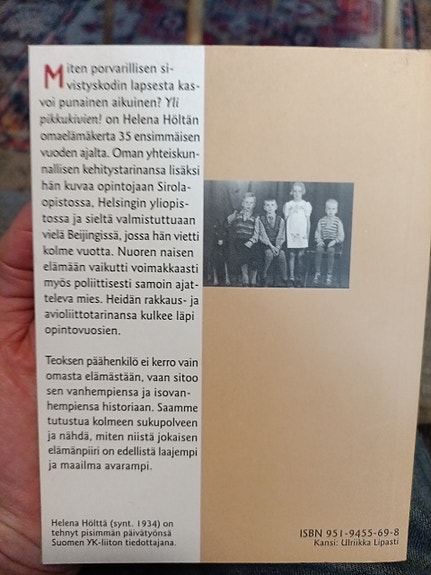 Miten porvarillisen si-
vistyskodin lapsesta kas-
voi punainen aikuinen? Yli
pikkukivien! on Helena Höltän
omaelämäkerta 35 ensimmäisen
vuoden ajalta. Oman yhteiskun-
nallisen kehitystarinansa lisäksi
hän kuvaa opintojaan Sirola-
opistossa, Helsingin yliopis-
tossa ja sieltä valmistuttuaan
vielä Beijingissä, jossa hän vietti
kolme vuotta. Nuoren naisen
elämään vaikutti voimakkaasti
myös poliittisesti samoin ajat-
televa mies. Heidän rakkaus- ja
avioliittotarinansa kulkee läpi
opintovuosien.
Teoksen päähenkilö ei kerro vain
omasta elämästään, vaan sitoo
sen vanhempiensa ja isovan-
hempiensa historiaan. Saamme
tutustua kolmeen sukupolveen
ja nähdä, miten niistä jokaisen
elämänpiiri on edellistä laajempi
ja maailma avarampi.
Helena Hölttä (synt. 1934) on
tehnyt pisimmän päivätyönsä
Suomen YK-liiton tiedottajana.
ISBN 951-9455-69-8
Kansi: Ulriikka Lipasti